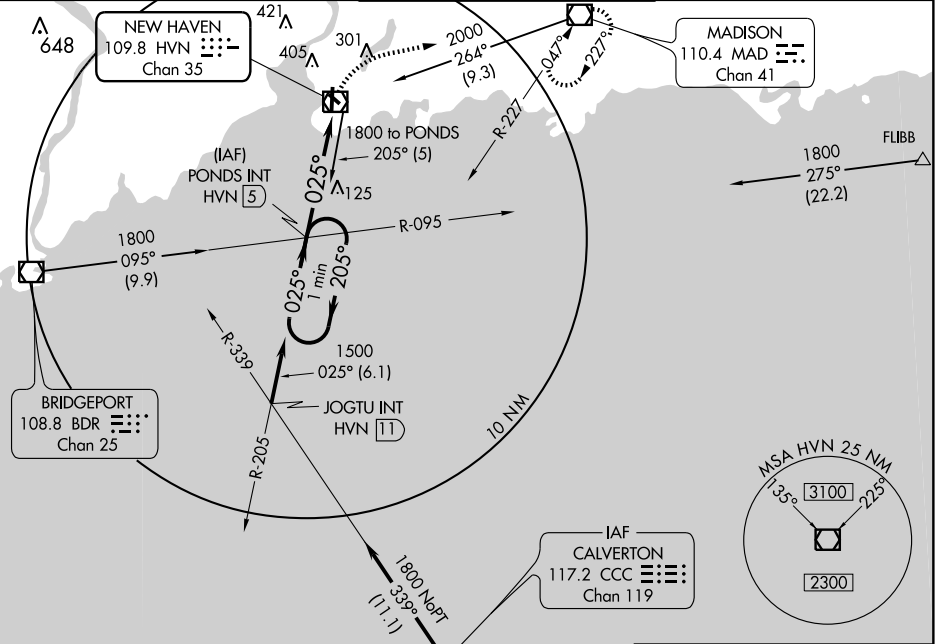 648
NEW HAVEN
109.8 HVN
Chan 35
421
405
301
2000
264°
(9.3)
047°
227°
MADISON
110.4 MAD
Chan 41
R-227
1800 to PONDS
205° (5)
125
(IAF)
PONDS INT
HVN 5
025°
FLIBB
1800
275°
(22.2)
R-095
1800
095°
(9.9)
025°
1 min
205°
R-339
1500
025° (6.1)
JOGTU INT
HVN 11
BRIDGEPORT
108.8 BDR
Chan 25
R-205
10 NM
MSA HVN 25 NM
135°
3100
225°
2300
1800 NoPT
339°
(11.1)
IAF
CALVERTON
117.2 CCC
Chan 119